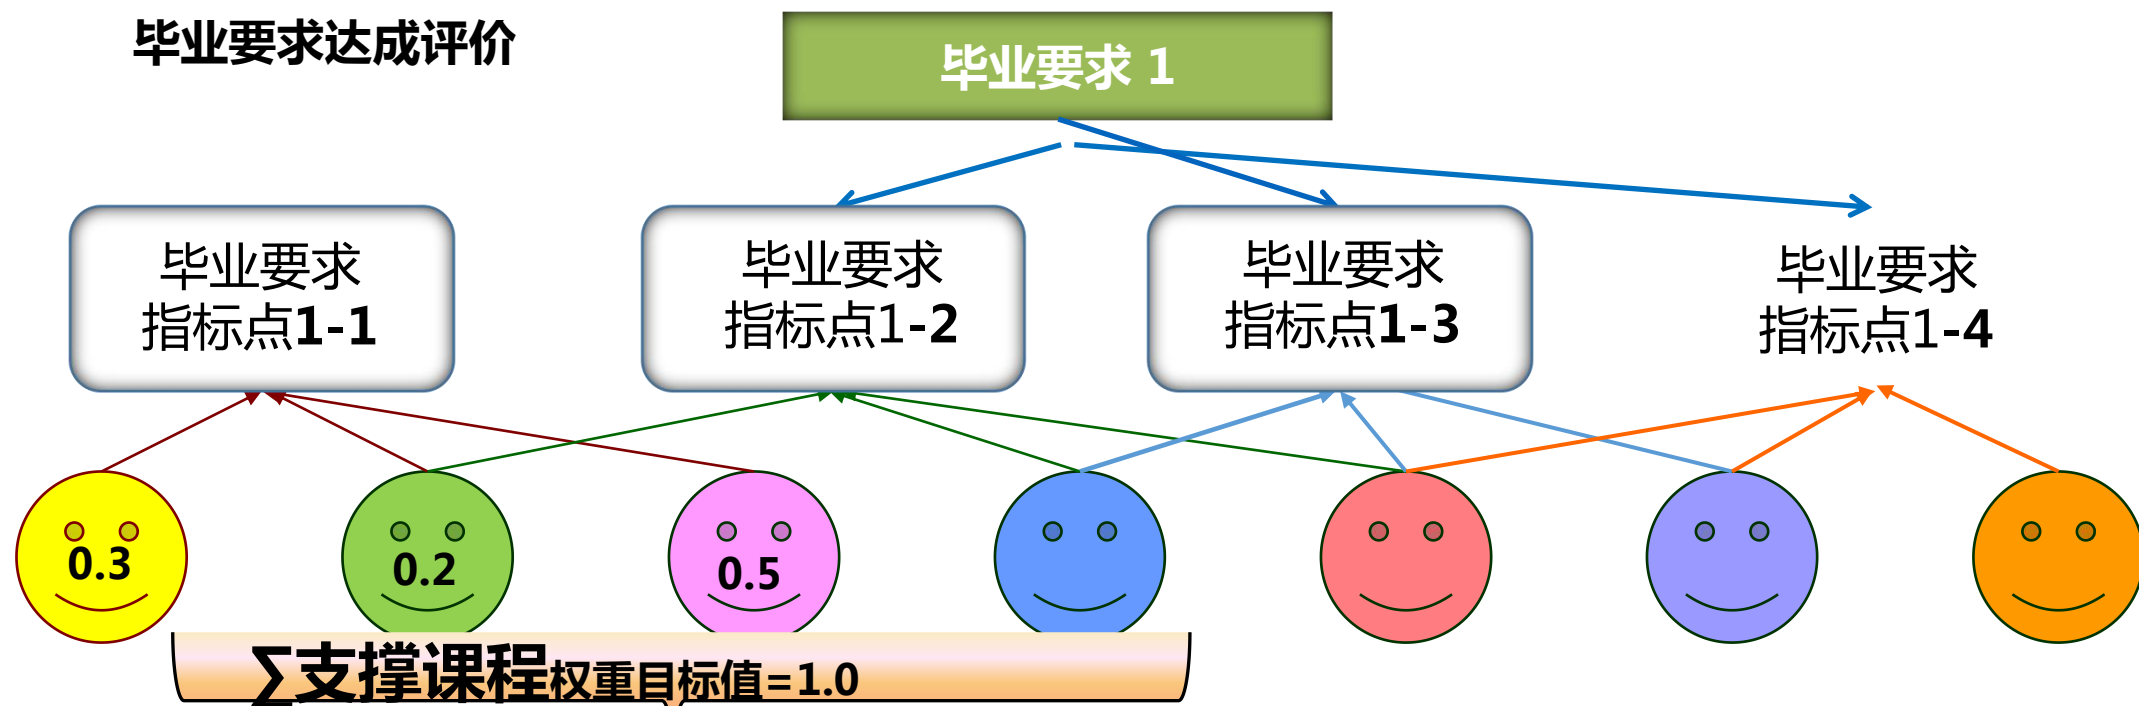 毕业要求达成评价
毕业要求 1
毕业要求
指标点1-1
毕业要求
指标点1-2
毕业要求
指标点1-3
毕业要求
指标点1-4
0.3
0.2
0.5
∑支撑课程权重目标值=1.0